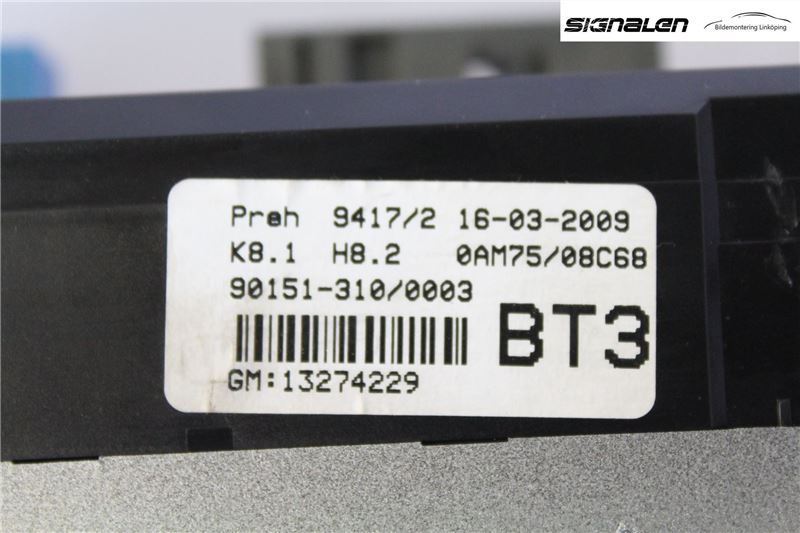 SIGNALEN
Bildemontering Linköping
Preh 9417/2 16-03-2009
K8.1 H8.2 0AM75/08C68
90151-310/0003
BT3
GM:13274229